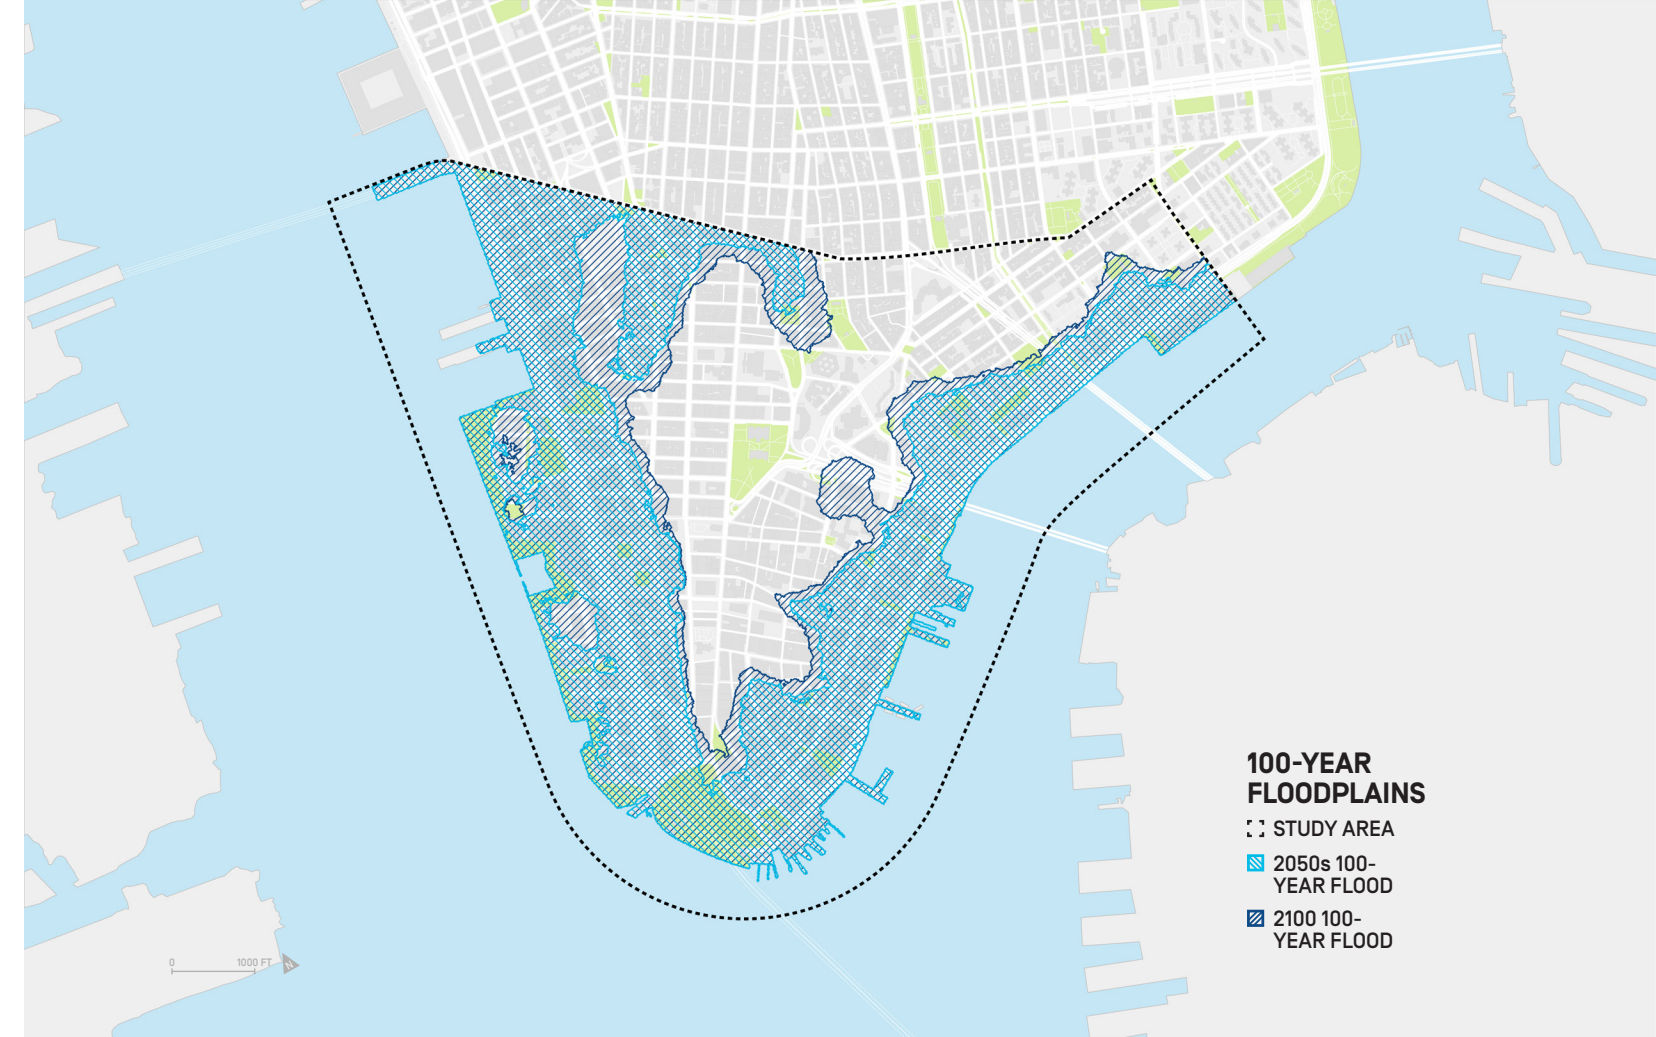 100-YEAR
FLOODPLAINS
STUDY AREA
2050s 100-
YEAR FLOOD
2100 100-
YEAR FLOOD
0 1000 FT N